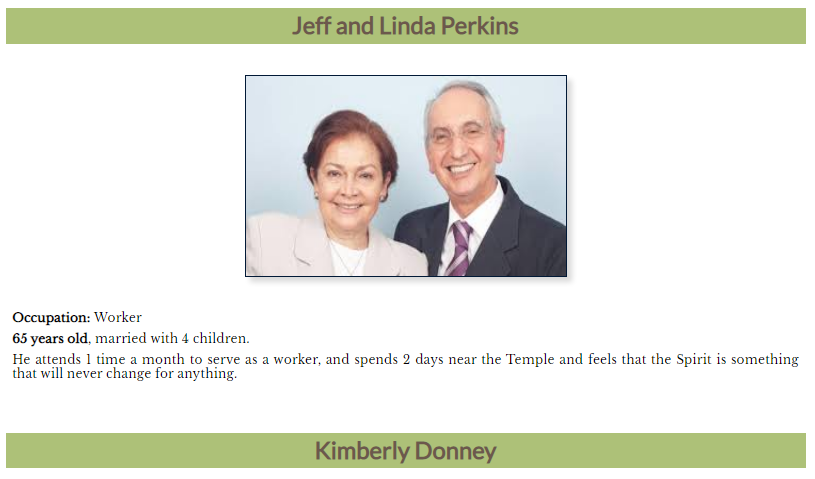 Jeff and Linda Perkins
Occupation: Worker
65 years old, married with 4 children.
He attends 1 time a month to serve as a worker, and spends 2 days near the Temple and feels that the Spirit is something
that will never change for anything.
Kimberly Donney